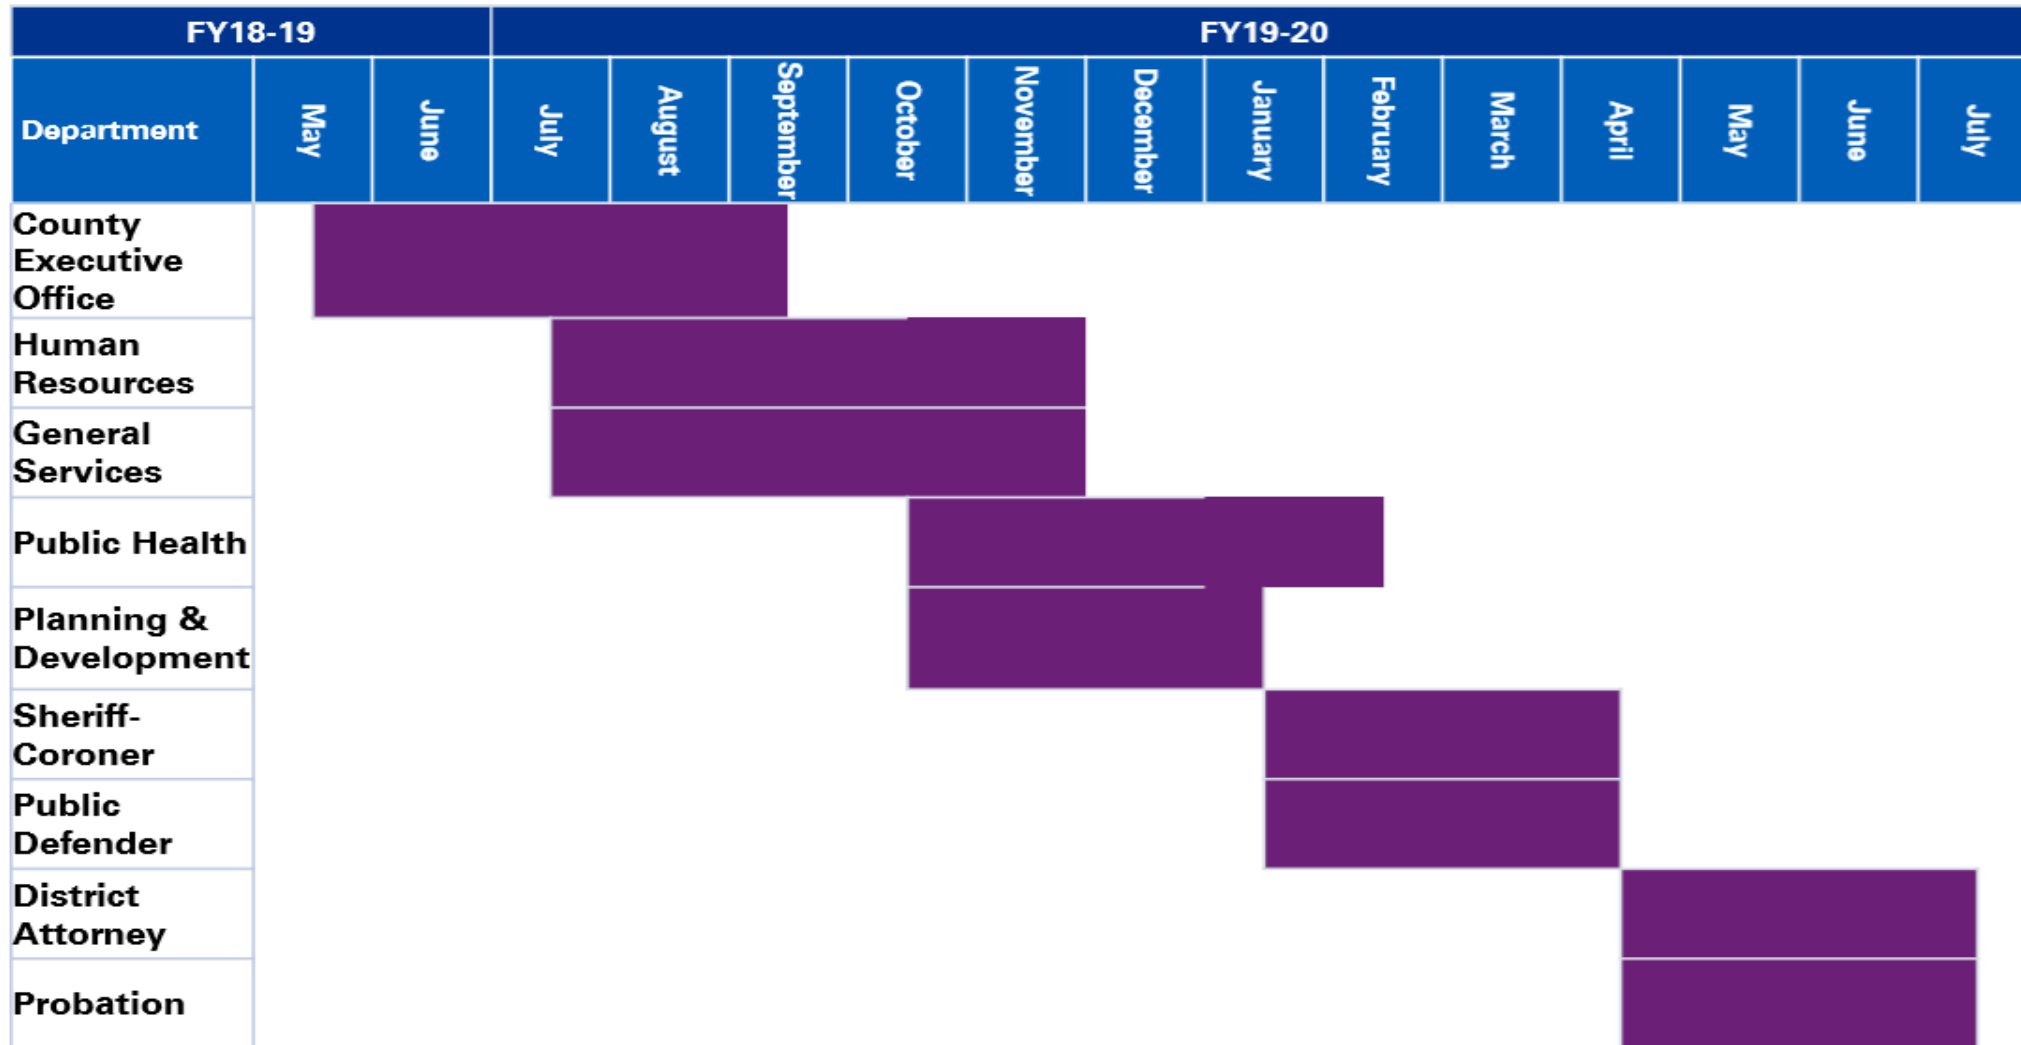 FY18-19
FY19-20
Department
May
June
July
August
September
October
November
December
January
February
March
April
May
June
July
County
Executive
Office
Human
Resources
General
Services
Public Health
Planning &
Development
Sheriff-
Coroner
Public
Defender
District
Attorney
Probation